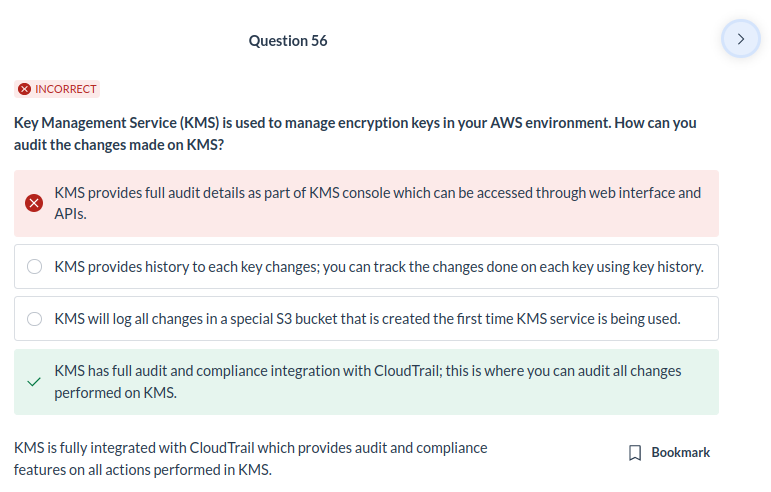 Question 56
INCORRECT
Key Management Service (KMS) is used to manage encryption keys in your AWS environment. How can you
audit the changes made on KMS?
KMS provides full audit details as part of KMS console which can be accessed through web interface and
APIs.
KMS provides history to each key changes; you can track the changes done on each key using key history.
KMS will log all changes in a special S3 bucket that is created the first time KMS service is being used.
KMS has full audit and compliance integration with CloudTrail; this is where you can audit all changes
performed on KMS.
KMS is fully integrated with CloudTrail which provides audit and compliance
features on all actions performed in KMS.
Bookmark